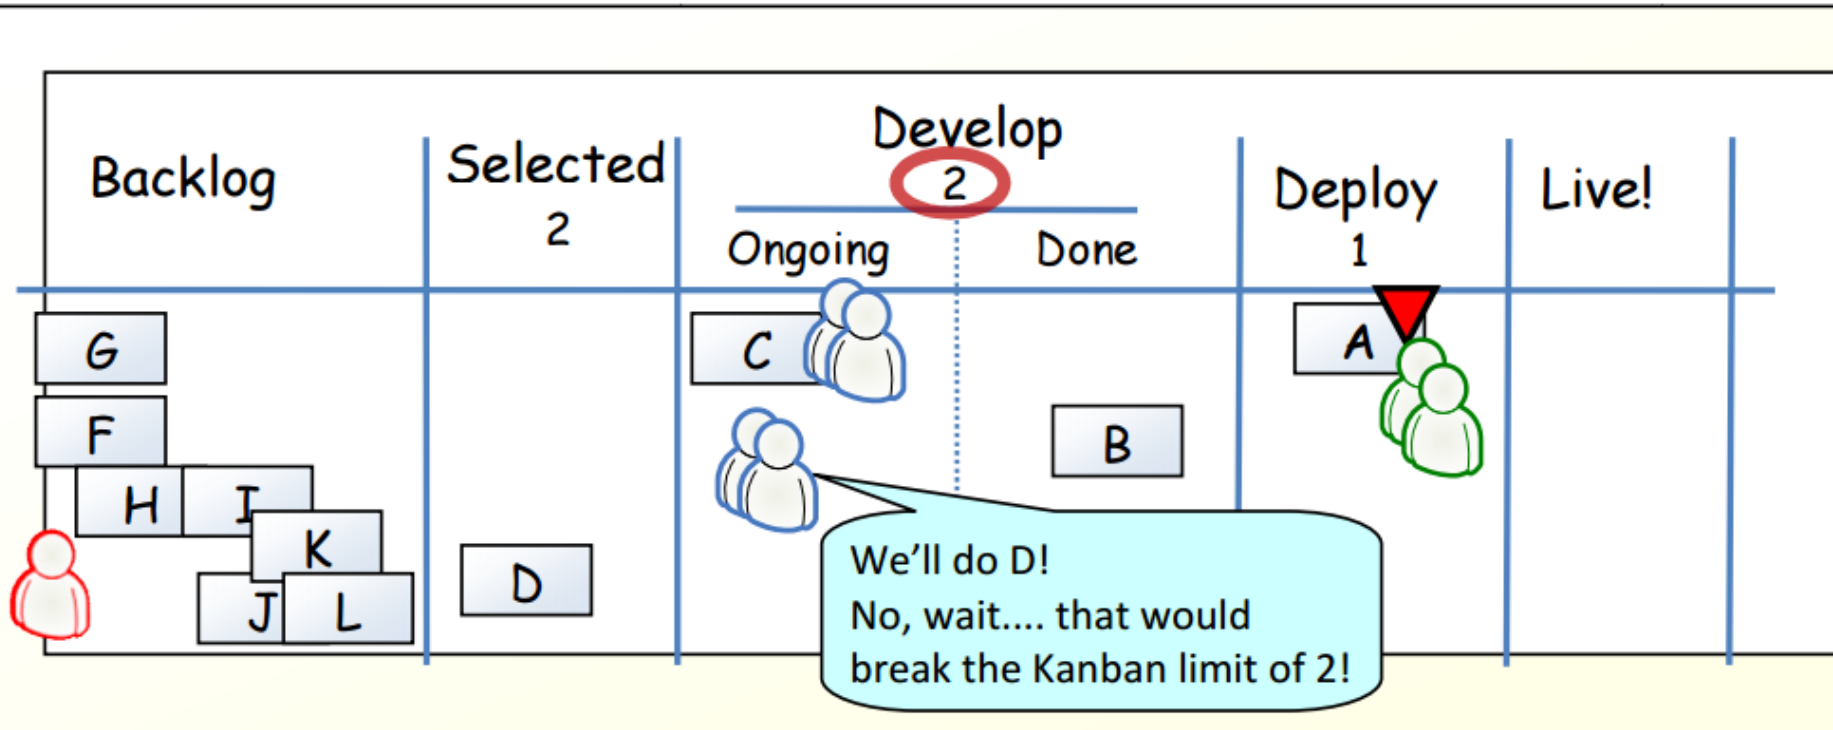 Backlog
Selected
2
Develop
2
Ongoing
Done
Deploy
1
Live!
G
F
H
I
K
J
L
D
C
B
A
We'll do D!
No, wait.... that would
break the Kanban limit of 2!